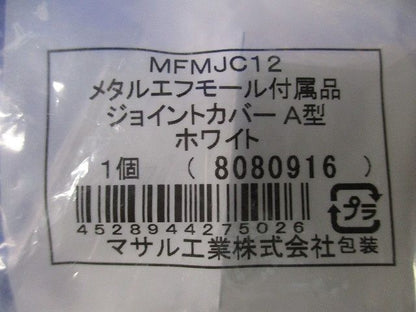 MFMJC12
メタルエフモール付属品
ジョイントカバー A型
ホワイト
1個 ( 8080916 )
4528944275026
プラ
マサル工業株式会社 包装